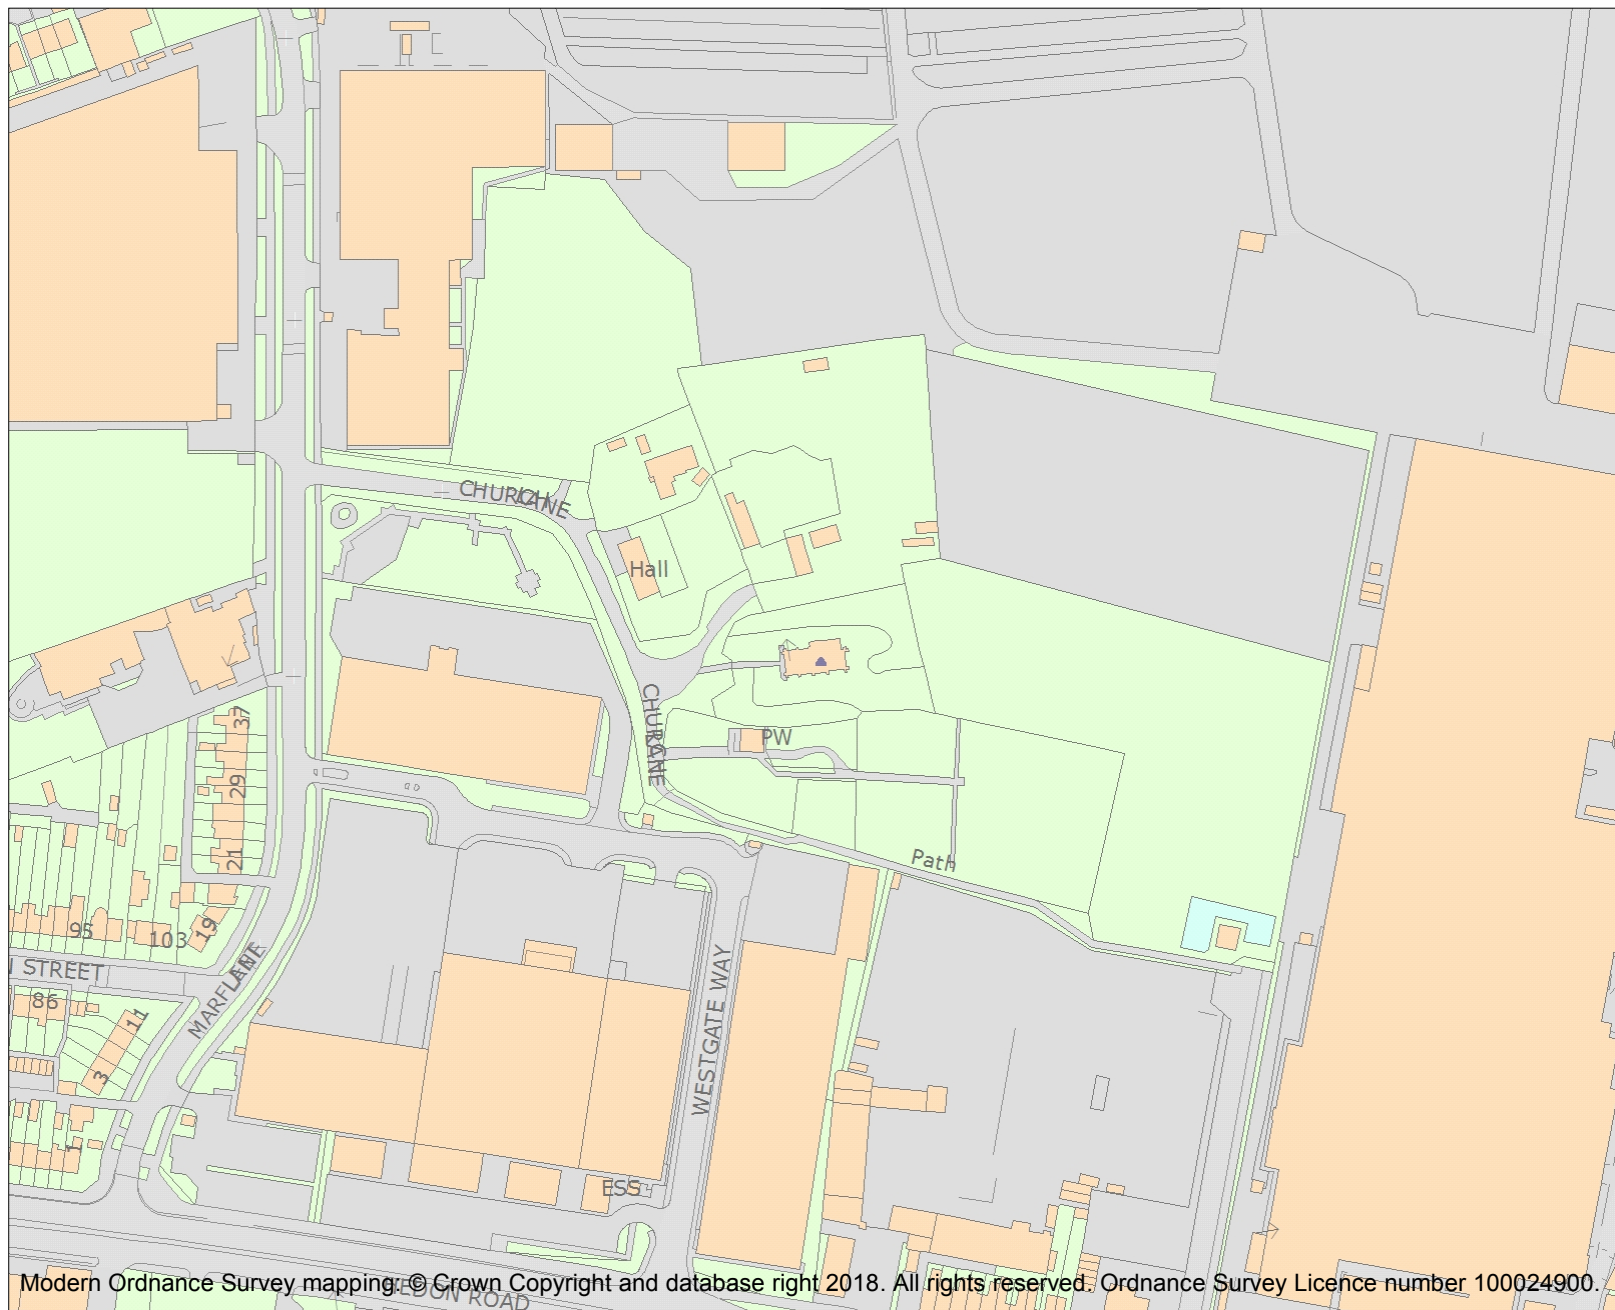 CHURCH LANE
Hall
CHURCH LANE
PW
Path
37
29
21
19
95
103
N STREET
MARFLEET LANE
86
11
3
1
WESTGATE WAY
ESS
HEDON ROAD
Modern Ordnance Survey mapping: © Crown Copyright and database right 2018. All rights reserved. Ordnance Survey Licence number 100024900.